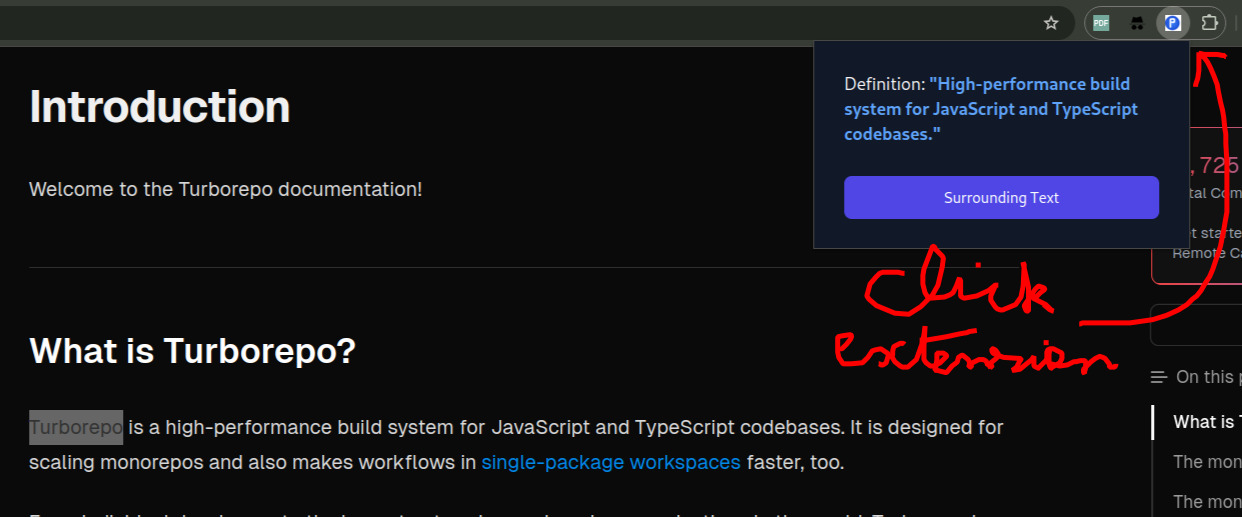 PDF
P
Introduction
Definition: "High-performance build
system for JavaScript and TypeScript
codebases."
Surrounding Text
Welcome to the Turborepo documentation!
, 725
t starte
Remote Ca
Click
extension
What is Turborepo?
On this p
What is T
The mon
The mon
Turborepo is a high-performance build system for JavaScript and TypeScript codebases. It is designed for
scaling monorepos and also makes workflows in single-package workspaces faster, too.